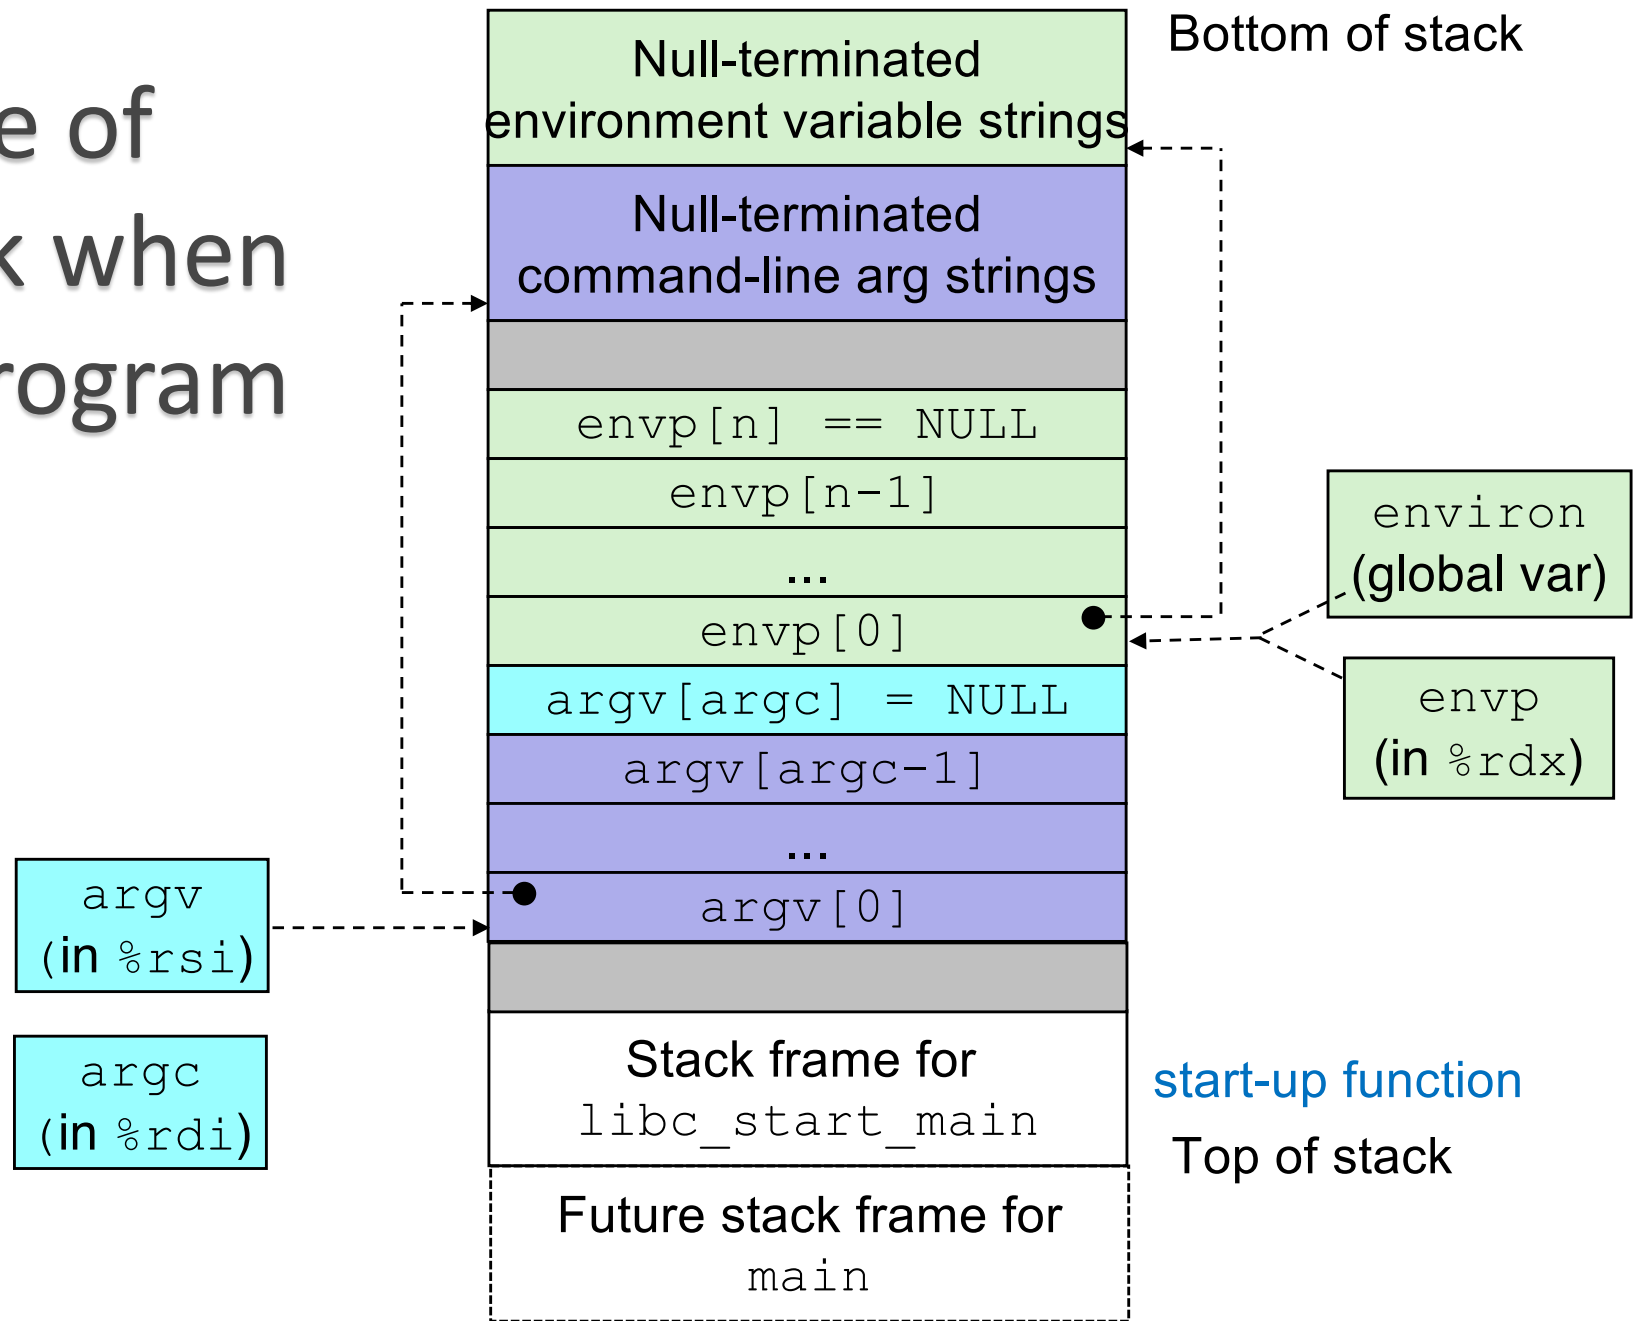 e of
k when
rogram
Bottom of stack
Null-terminated
environment variable strings
Null-terminated
command-line arg strings
envp[n] == NULL
envp[n-1]
...
envp[0]
argv[argc] = NULL
argv[argc-1]
...
argv[0]
environ
(global var)
envp
(in %rdx)
argv
(in %rsi)
argc
(in %rdi)
Stack frame for
libc_start_main
start-up function
Top of stack
Future stack frame for
main